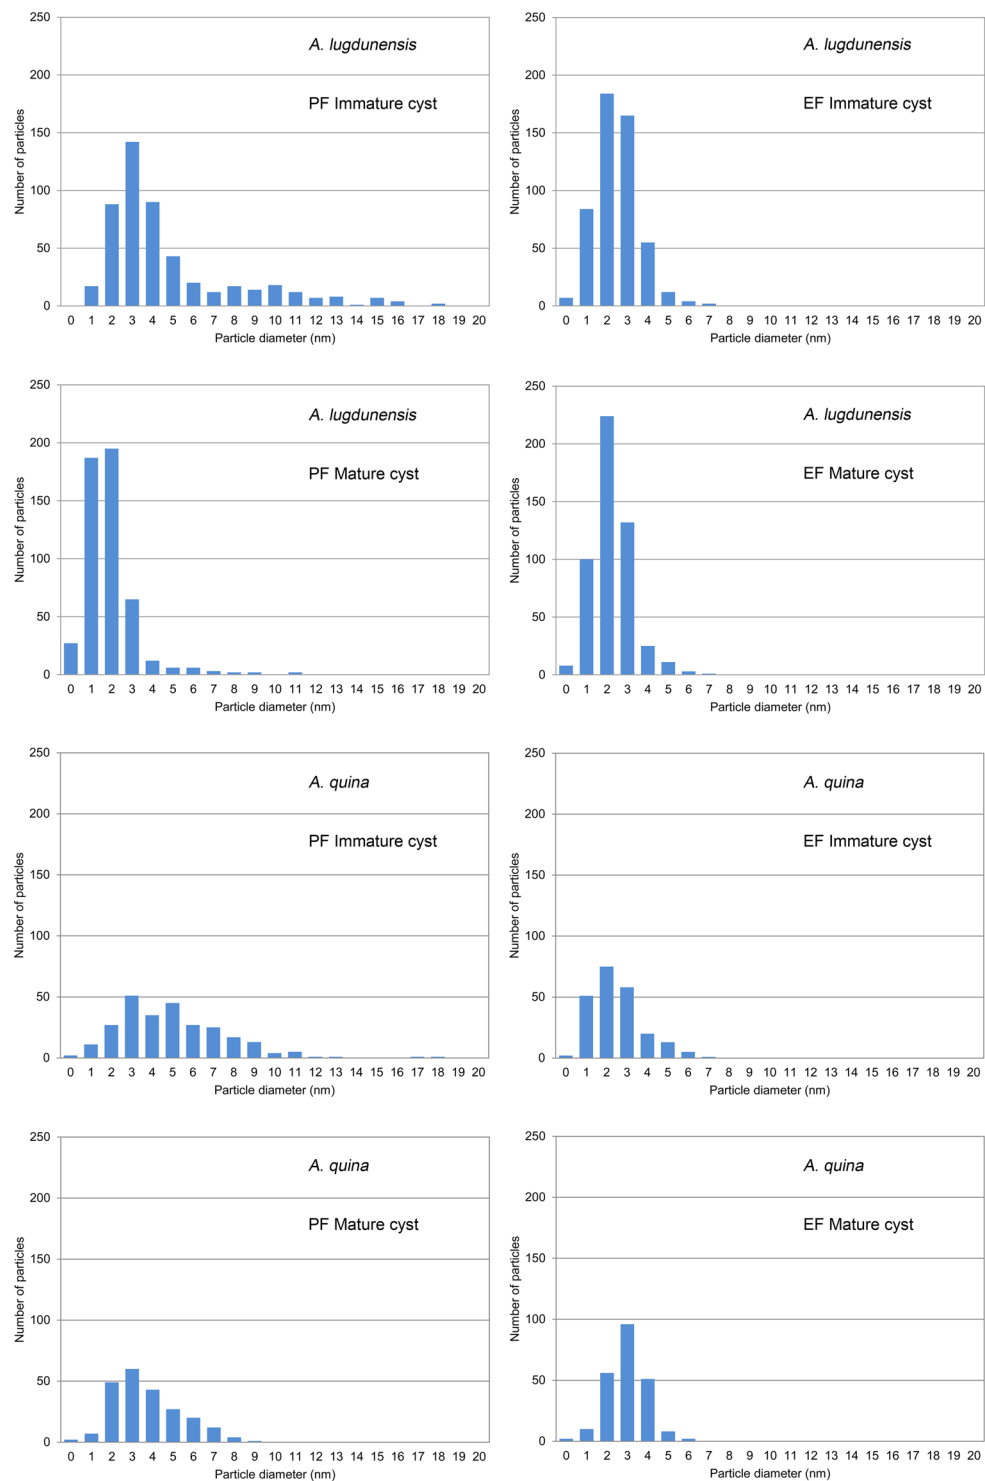 250
A. lugdunensis
200
PF Immature cyst
150
100
50
0
Number of particles
0 1 2 3 4 5 6 7 8 9 10 11 12 13 14 15 16 17 18 19 20
Particle diameter (nm)
250
A. lugdunensis
200
EF Immature cyst
150
100
50
0
Number of particles
0 1 2 3 4 5 6 7 8 9 10 11 12 13 14 15 16 17 18 19 20
Particle diameter (nm)
250
A. lugdunensis
200
PF Mature cyst
150
100
50
0
Number of particles
0 1 2 3 4 5 6 7 8 9 10 11 12 13 14 15 16 17 18 19 20
Particle diameter (nm)
250
A. lugdunensis
200
EF Mature cyst
150
100
50
0
Number of particles
0 1 2 3 4 5 6 7 8 9 10 11 12 13 14 15 16 17 18 19 20
Particle diameter (nm)
250
A. quina
200
PF Immature cyst
150
100
50
0
Number of particles
0 1 2 3 4 5 6 7 8 9 10 11 12 13 14 15 16 17 18 19 20
Particle diameter (nm)
250
A. quina
200
EF Immature cyst
150
100
50
0
Number of particles
0 1 2 3 4 5 6 7 8 9 10 11 12 13 14 15 16 17 18 19 20
Particle diameter (nm)
250
A. quina
200
PF Mature cyst
150
100
50
0
Number of particles
0 1 2 3 4 5 6 7 8 9 10 11 12 13 14 15 16 17 18 19 20
Particle diameter (nm)
250
A. quina
200
EF Mature cyst
150
100
50
0
Number of particles
0 1 2 3 4 5 6 7 8 9 10 11 12 13 14 15 16 17 18 19 20
Particle diameter (nm)